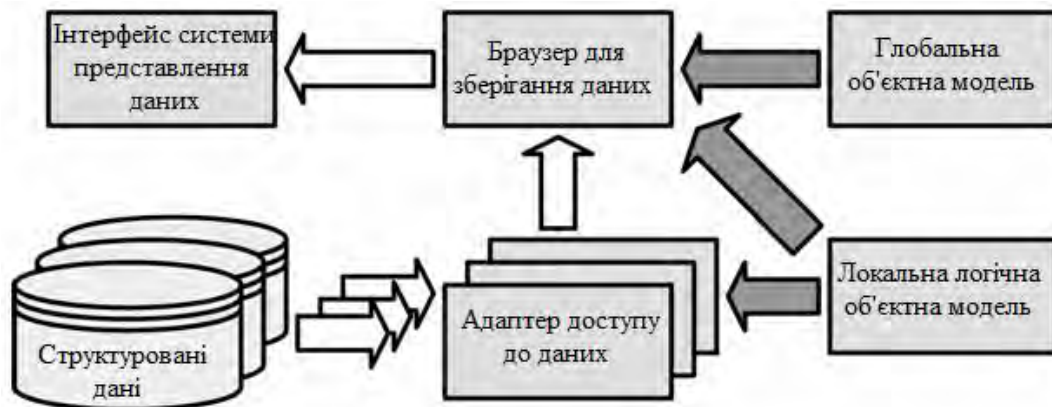 Інтерфейс системи
представлення
даних
Браузер для
зберігання даних
Глобальна
об'єктна модель
Структуровані
дані
Адаптер доступу
до даних
Локальна логічна
об'єктна модель